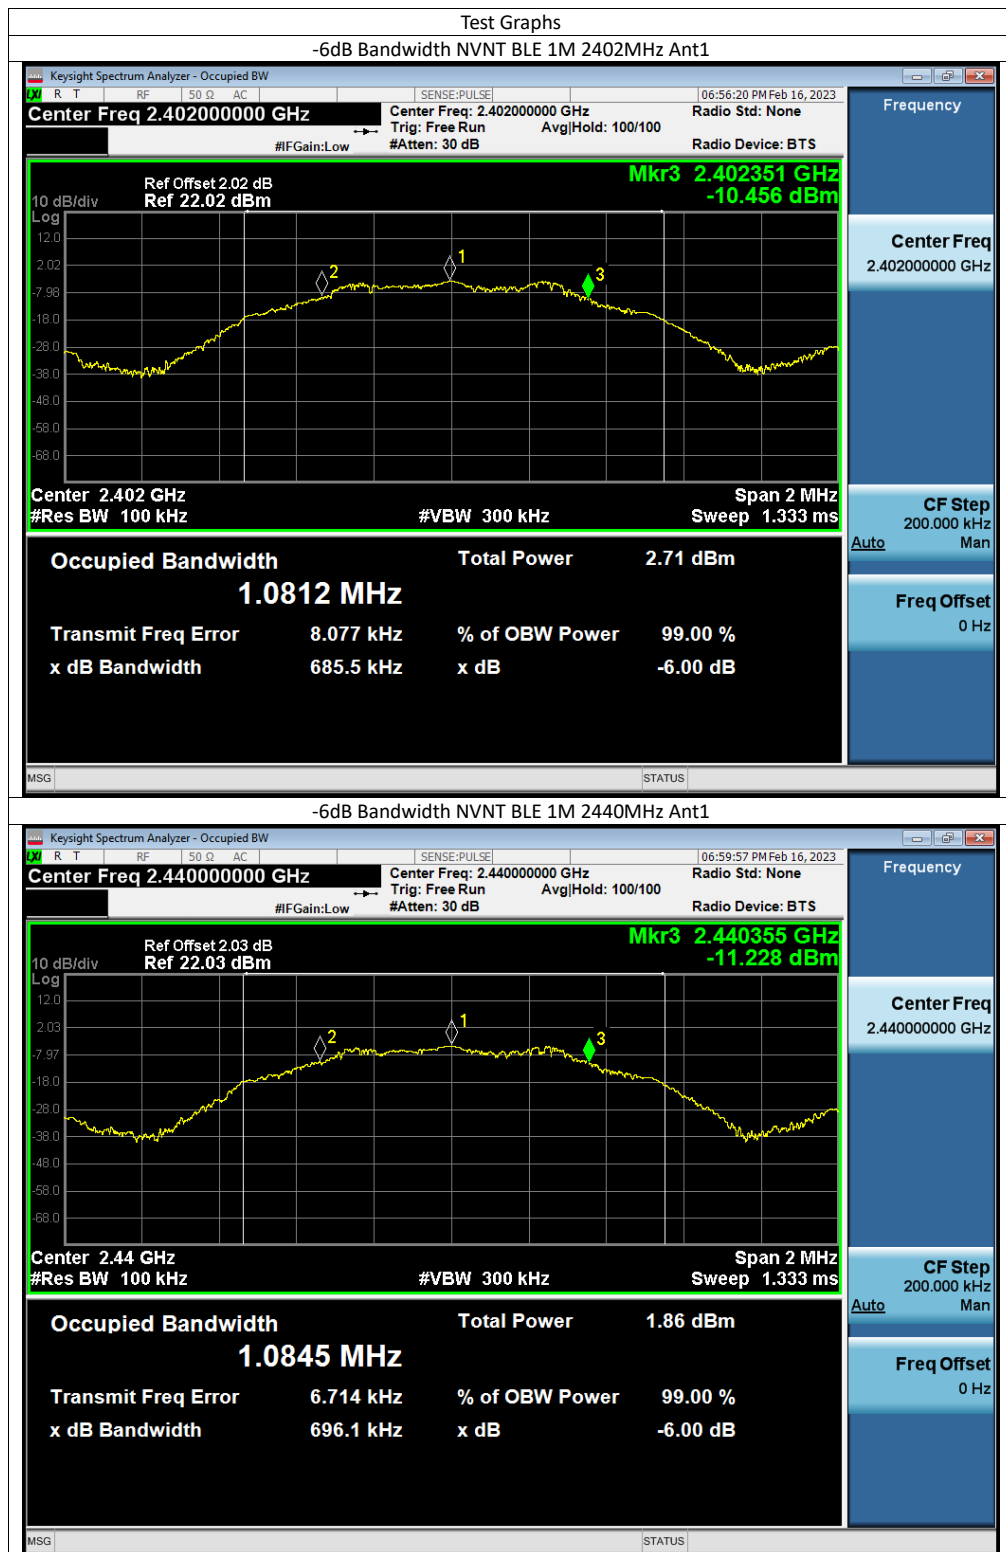 Test Graphs
-6dB Bandwidth NVNT BLE 1M 2402MHz Ant1
Keysight Spectrum Analyzer - Occupied BW
LXI R T RF 50 Ω AC SENSE:PULSE 06:56:20 PM Feb 16, 2023
Center Freq 2.402000000 GHz Center Freq: 2.402000000 GHz Radio Std: None
Trig: Free Run Avg|Hold: 100/100
#IFGain:Low #Atten: 30 dB Radio Device: BTS
Frequency
Mkr3 2.402351 GHz
-10.456 dBm
Ref Offset 2.02 dB
10 dB/div Ref 22.02 dBm
Log
12.0
2.02
-7.98
-18.0
-28.0
-38.0
-48.0
-58.0
-68.0
1
2
3
Center 2.402 GHz Span 2 MHz
#Res BW 100 kHz #VBW 300 kHz Sweep 1.333 ms
Center Freq
2.402000000 GHz
CF Step
200.000 kHz
Auto Man
Freq Offset
0 Hz
Occupied Bandwidth Total Power 2.71 dBm
1.0812 MHz
Transmit Freq Error 8.077 kHz % of OBW Power 99.00 %
x dB Bandwidth 685.5 kHz x dB -6.00 dB
MSG STATUS
-6dB Bandwidth NVNT BLE 1M 2440MHz Ant1
Keysight Spectrum Analyzer - Occupied BW
LXI R T RF 50 Ω AC SENSE:PULSE 06:59:57 PM Feb 16, 2023
Center Freq 2.440000000 GHz Center Freq: 2.440000000 GHz Radio Std: None
Trig: Free Run Avg|Hold: 100/100
#IFGain:Low #Atten: 30 dB Radio Device: BTS
Frequency
Mkr3 2.440355 GHz
-11.228 dBm
Ref Offset 2.03 dB
10 dB/div Ref 22.03 dBm
Log
12.0
2.03
-7.97
-18.0
-28.0
-38.0
-48.0
-58.0
-68.0
1
2
3
Center 2.44 GHz Span 2 MHz
#Res BW 100 kHz #VBW 300 kHz Sweep 1.333 ms
Center Freq
2.440000000 GHz
CF Step
200.000 kHz
Auto Man
Freq Offset
0 Hz
Occupied Bandwidth Total Power 1.86 dBm
1.0845 MHz
Transmit Freq Error 6.714 kHz % of OBW Power 99.00 %
x dB Bandwidth 696.1 kHz x dB -6.00 dB
MSG STATUS